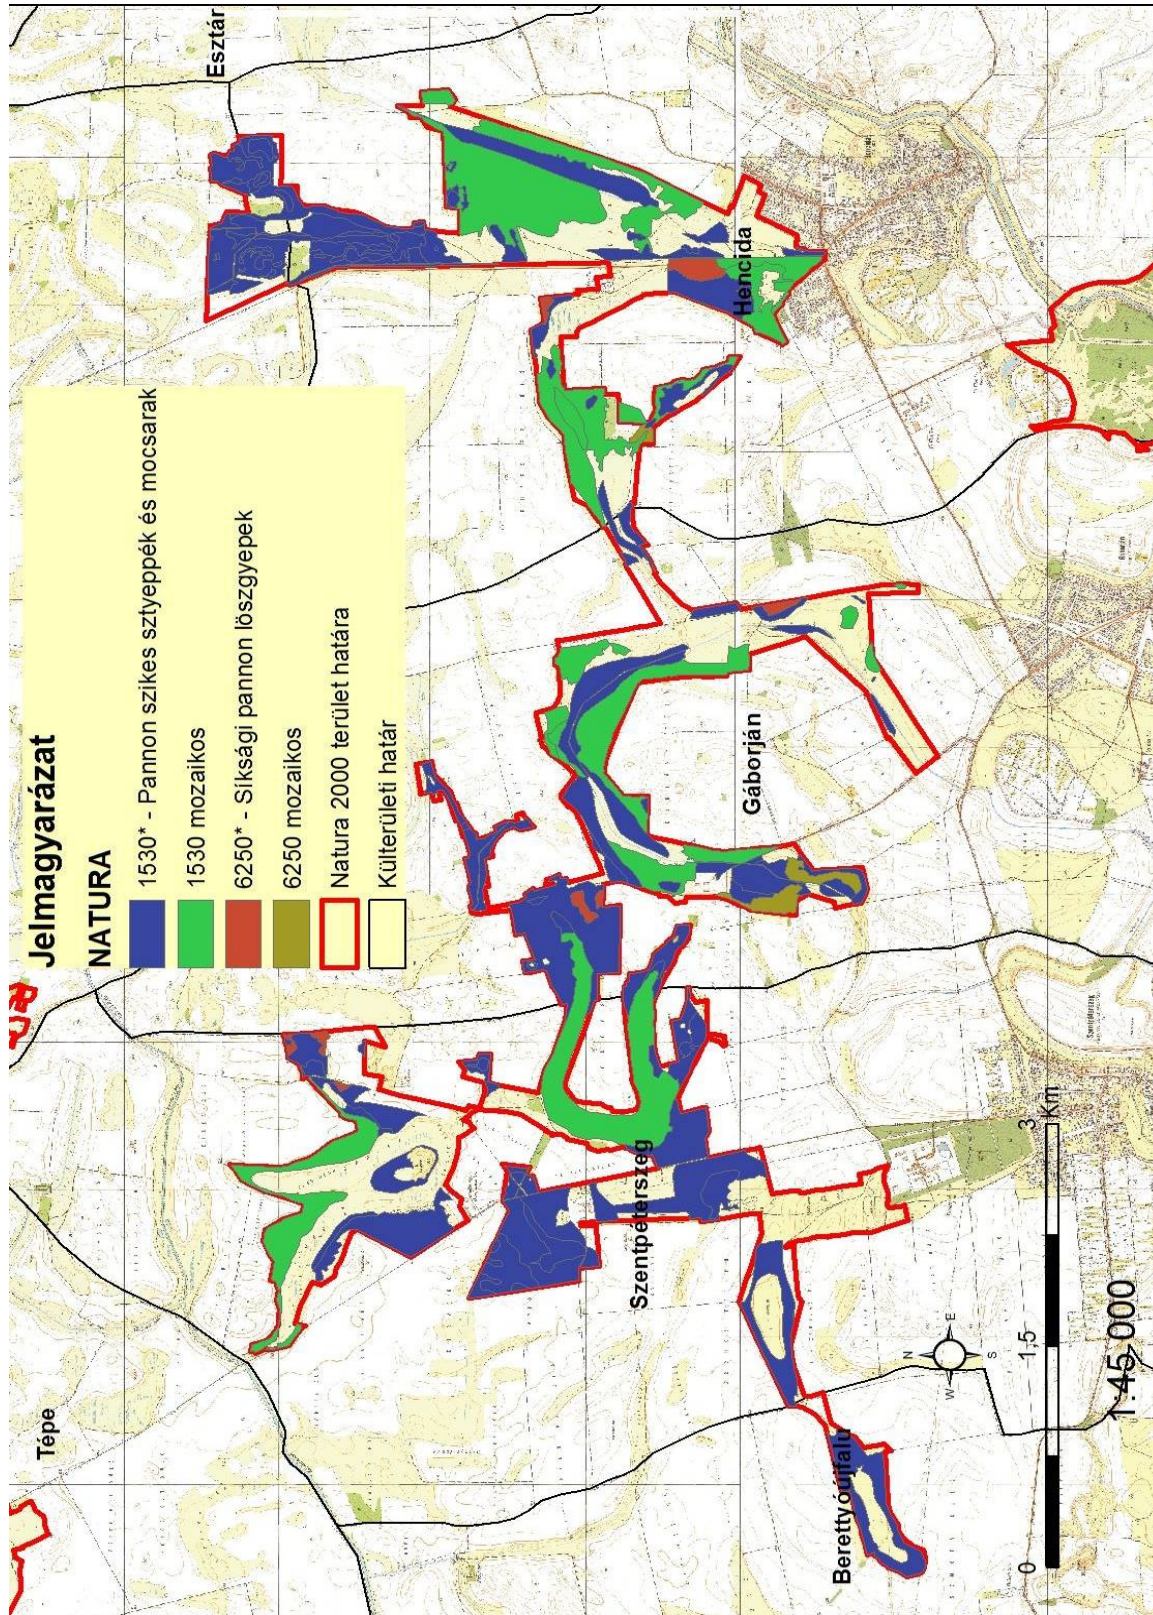 Jelmagyarázat
NATURA
1530* - Pannon szikes sztyeppék és mocsarak
1530 mozaikos
6250* - Síksági pannon löszgyepek
6250 mozaikos
Natura 2000 terület határa
Külterületi határ
Tépe
Esztár
Szentpéterszeg
Gáborján
Hencida
Berettyóújfalu
N
W
E
S
0
1,5
3
Km
1:45 000